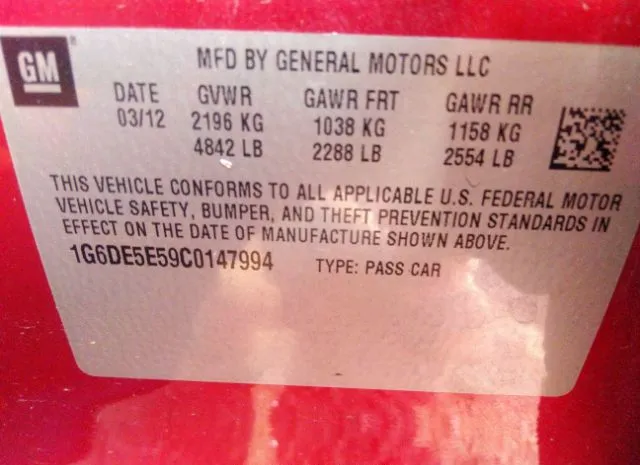 GM
MFD BY GENERAL MOTORS LLC
DATE GVWR GAWR FRT GAWR RR
03/12 2196 KG 1038 KG 1158 KG
4842 LB 2288 LB 2554 LB
THIS VEHICLE CONFORMS TO ALL APPLICABLE U.S. FEDERAL MOTOR
VEHICLE SAFETY, BUMPER, AND THEFT PREVENTION STANDARDS IN
EFFECT ON THE DATE OF MANUFACTURE SHOWN ABOVE.
1G6DE5E59C0147994 TYPE: PASS CAR